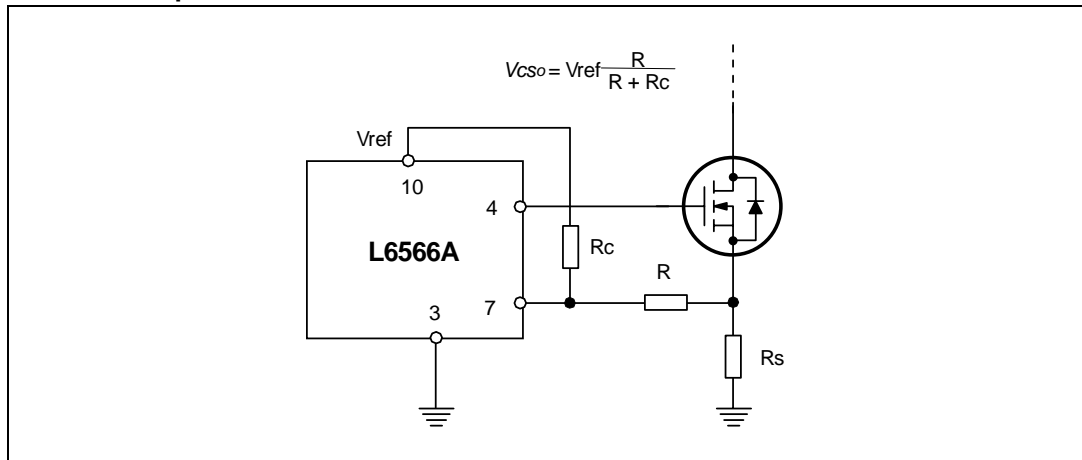 Vcso = Vref R / R + Rc
Vref
10
4
L6566A
Rc
R
7
3
Rs